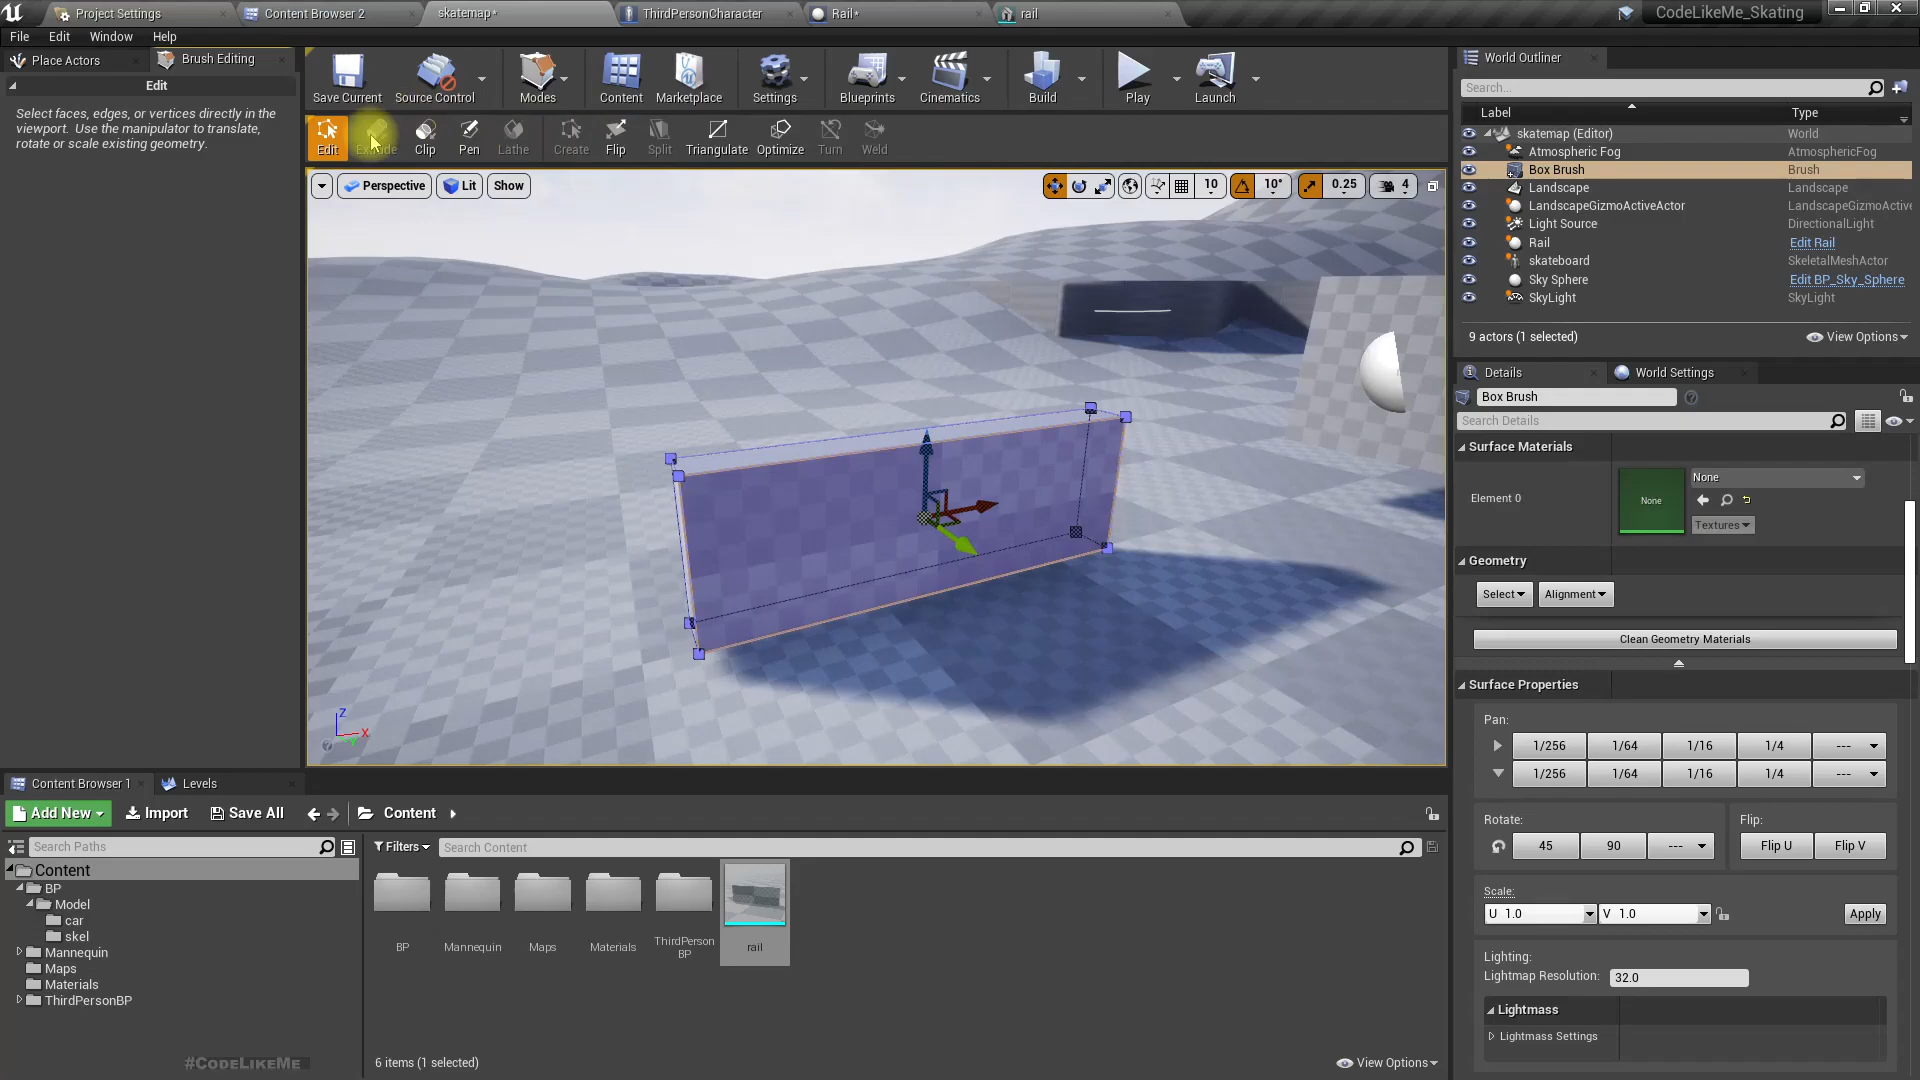 Project Settings
Content Browser 2
skatemap*
ThirdPersonCharacter
Rail*
rail
CodeLikeMe_Skating
File Edit Window Help
Place Actors
Brush Editing
Edit
Select faces, edges, or vertices directly in the
viewport. Use the manipulator to translate,
rotate or scale existing geometry.
Save Current
Source Control
Modes
Content
Marketplace
Settings
Blueprints
Cinematics
Build
Play
Launch
Edit
Clip
Pen
Lathe
Create
Flip
Split
Triangulate
Optimize
Turn
Weld
Perspective
Lit
Show
10
10°
0.25
4
Z
X
World Outliner
Search...
Label Type
skatemap (Editor) World
Atmospheric Fog AtmosphericFog
Box Brush Brush
Landscape Landscape
LandscapeGizmoActiveActor LandscapeGizmoActive
Light Source DirectionalLight
Rail Edit Rail
skateboard SkeletalMeshActor
Sky Sphere Edit BP_Sky_Sphere
SkyLight SkyLight
9 actors (1 selected)
View Options
Details
World Settings
Box Brush
Search Details
Surface Materials
Element 0
None
None
Textures
Geometry
Select
Alignment
Clean Geometry Materials
Surface Properties
Pan:
1/256 1/64 1/16 1/4 ---
1/256 1/64 1/16 1/4 ---
Rotate:
Flip:
45 90 ---
Flip U Flip V
Scale:
U 1.0
V 1.0
Apply
Lighting:
Lightmap Resolution: 32.0
Lightmass
Lightmass Settings
Content Browser 1
Levels
Add New
Import
Save All
Content
Search Paths
Filters
Search Content
Content
BP
Model
car
skel
Mannequin
Maps
Materials
ThirdPersonBP
BP
Mannequin
Maps
Materials
ThirdPerson
BP
rail
#CodeLikeMe
6 items (1 selected)
View Options